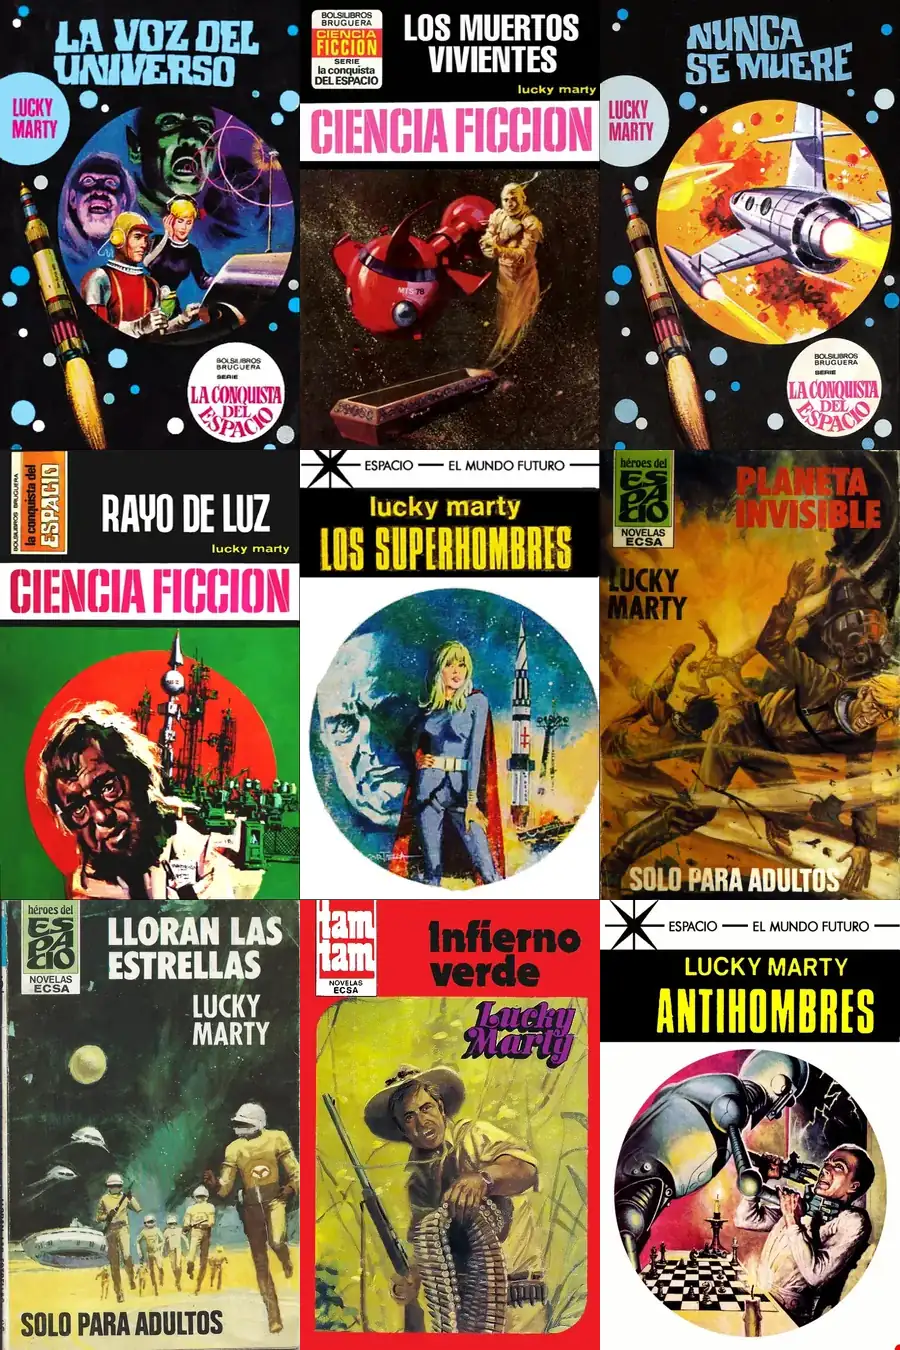 LA VOZ DEL
UNIVERSO
LUCKY
MARTY
BOLSILIBROS
BRUGUERA
SERIE
LA CONQUISTA
DEL
ESPACIO
BOLSILIBROS
BRUGUERA
CIENCIA
FICCION
SERIE
la conquista
DEL ESPACIO
LOS MUERTOS
VIVIENTES
lucky marty
CIENCIA FICCION
MTS 78
NUNCA
SE MUERE
LUCKY
MARTY
BOLSILIBROS
BRUGUERA
SERIE
LA CONQUISTA
DEL
ESPACIO
BOLSILIBROS BRUGUERA
la conquista del
ESPACIO
RAYO DE LUZ
lucky marty
CIENCIA FICCION
ESPACIO — EL MUNDO FUTURO
lucky marty
LOS SUPERHOMBRES
héroes del
ESPACIO
NOVELAS
ECSA
PLANETA
INVISIBLE
LUCKY
MARTY
SOLO PARA ADULTOS
héroes del
ESPACIO
NOVELAS
ECSA
LLORAN LAS
ESTRELLAS
LUCKY
MARTY
SOLO PARA ADULTOS
tam
tam
NOVELAS
ECSA
Infierno
verde
Lucky
Marty
ESPACIO — EL MUNDO FUTURO
LUCKY MARTY
ANTIHOMBRES